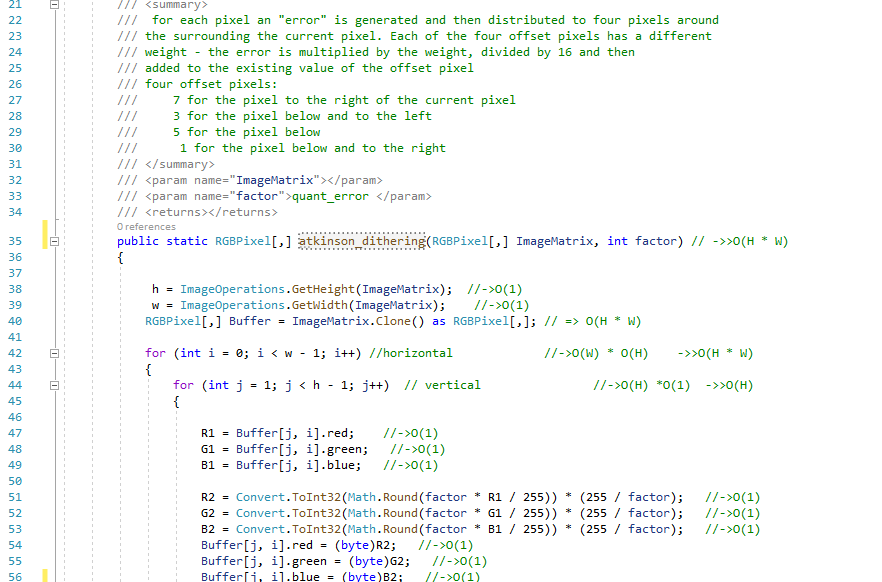 21 /// <summary>
22 /// for each pixel an "error" is generated and then distributed to four pixels around
23 /// the surrounding the current pixel. Each of the four offset pixels has a different
24 /// weight - the error is multiplied by the weight, divided by 16 and then
25 /// added to the existing value of the offset pixel
26 /// four offset pixels:
27 /// 7 for the pixel to the right of the current pixel
28 /// 3 for the pixel below and to the left
29 /// 5 for the pixel below
30 /// 1 for the pixel below and to the right
31 /// </summary>
32 /// <param name="ImageMatrix"></param>
33 /// <param name="factor">quant_error </param>
34 /// <returns></returns>
0 references
35 public static RGBPixel[,] atkinson_dithering(RGBPixel[,] ImageMatrix, int factor) // ->>O(H * W)
36 {
37
38 h = ImageOperations.GetHeight(ImageMatrix); //->O(1)
39 w = ImageOperations.GetWidth(ImageMatrix); //->O(1)
40 RGBPixel[,] Buffer = ImageMatrix.Clone() as RGBPixel[,]; // => O(H * W)
41
42 for (int i = 0; i < w - 1; i++) //horizontal //->O(W) * O(H) ->>O(H * W)
43 {
44 for (int j = 1; j < h - 1; j++) // vertical //->O(H) *O(1) ->>O(H)
45 {
46
47 R1 = Buffer[j, i].red; //->O(1)
48 G1 = Buffer[j, i].green; //->O(1)
49 B1 = Buffer[j, i].blue; //->O(1)
50
51 R2 = Convert.ToInt32(Math.Round(factor * R1 / 255)) * (255 / factor); //->O(1)
52 G2 = Convert.ToInt32(Math.Round(factor * G1 / 255)) * (255 / factor); //->O(1)
53 B2 = Convert.ToInt32(Math.Round(factor * B1 / 255)) * (255 / factor); //->O(1)
54 Buffer[j, i].red = (byte)R2; //->O(1)
55 Buffer[j, i].green = (byte)G2; //->O(1)
56 Buffer[j, i].blue = (byte)B2; //->O(1)